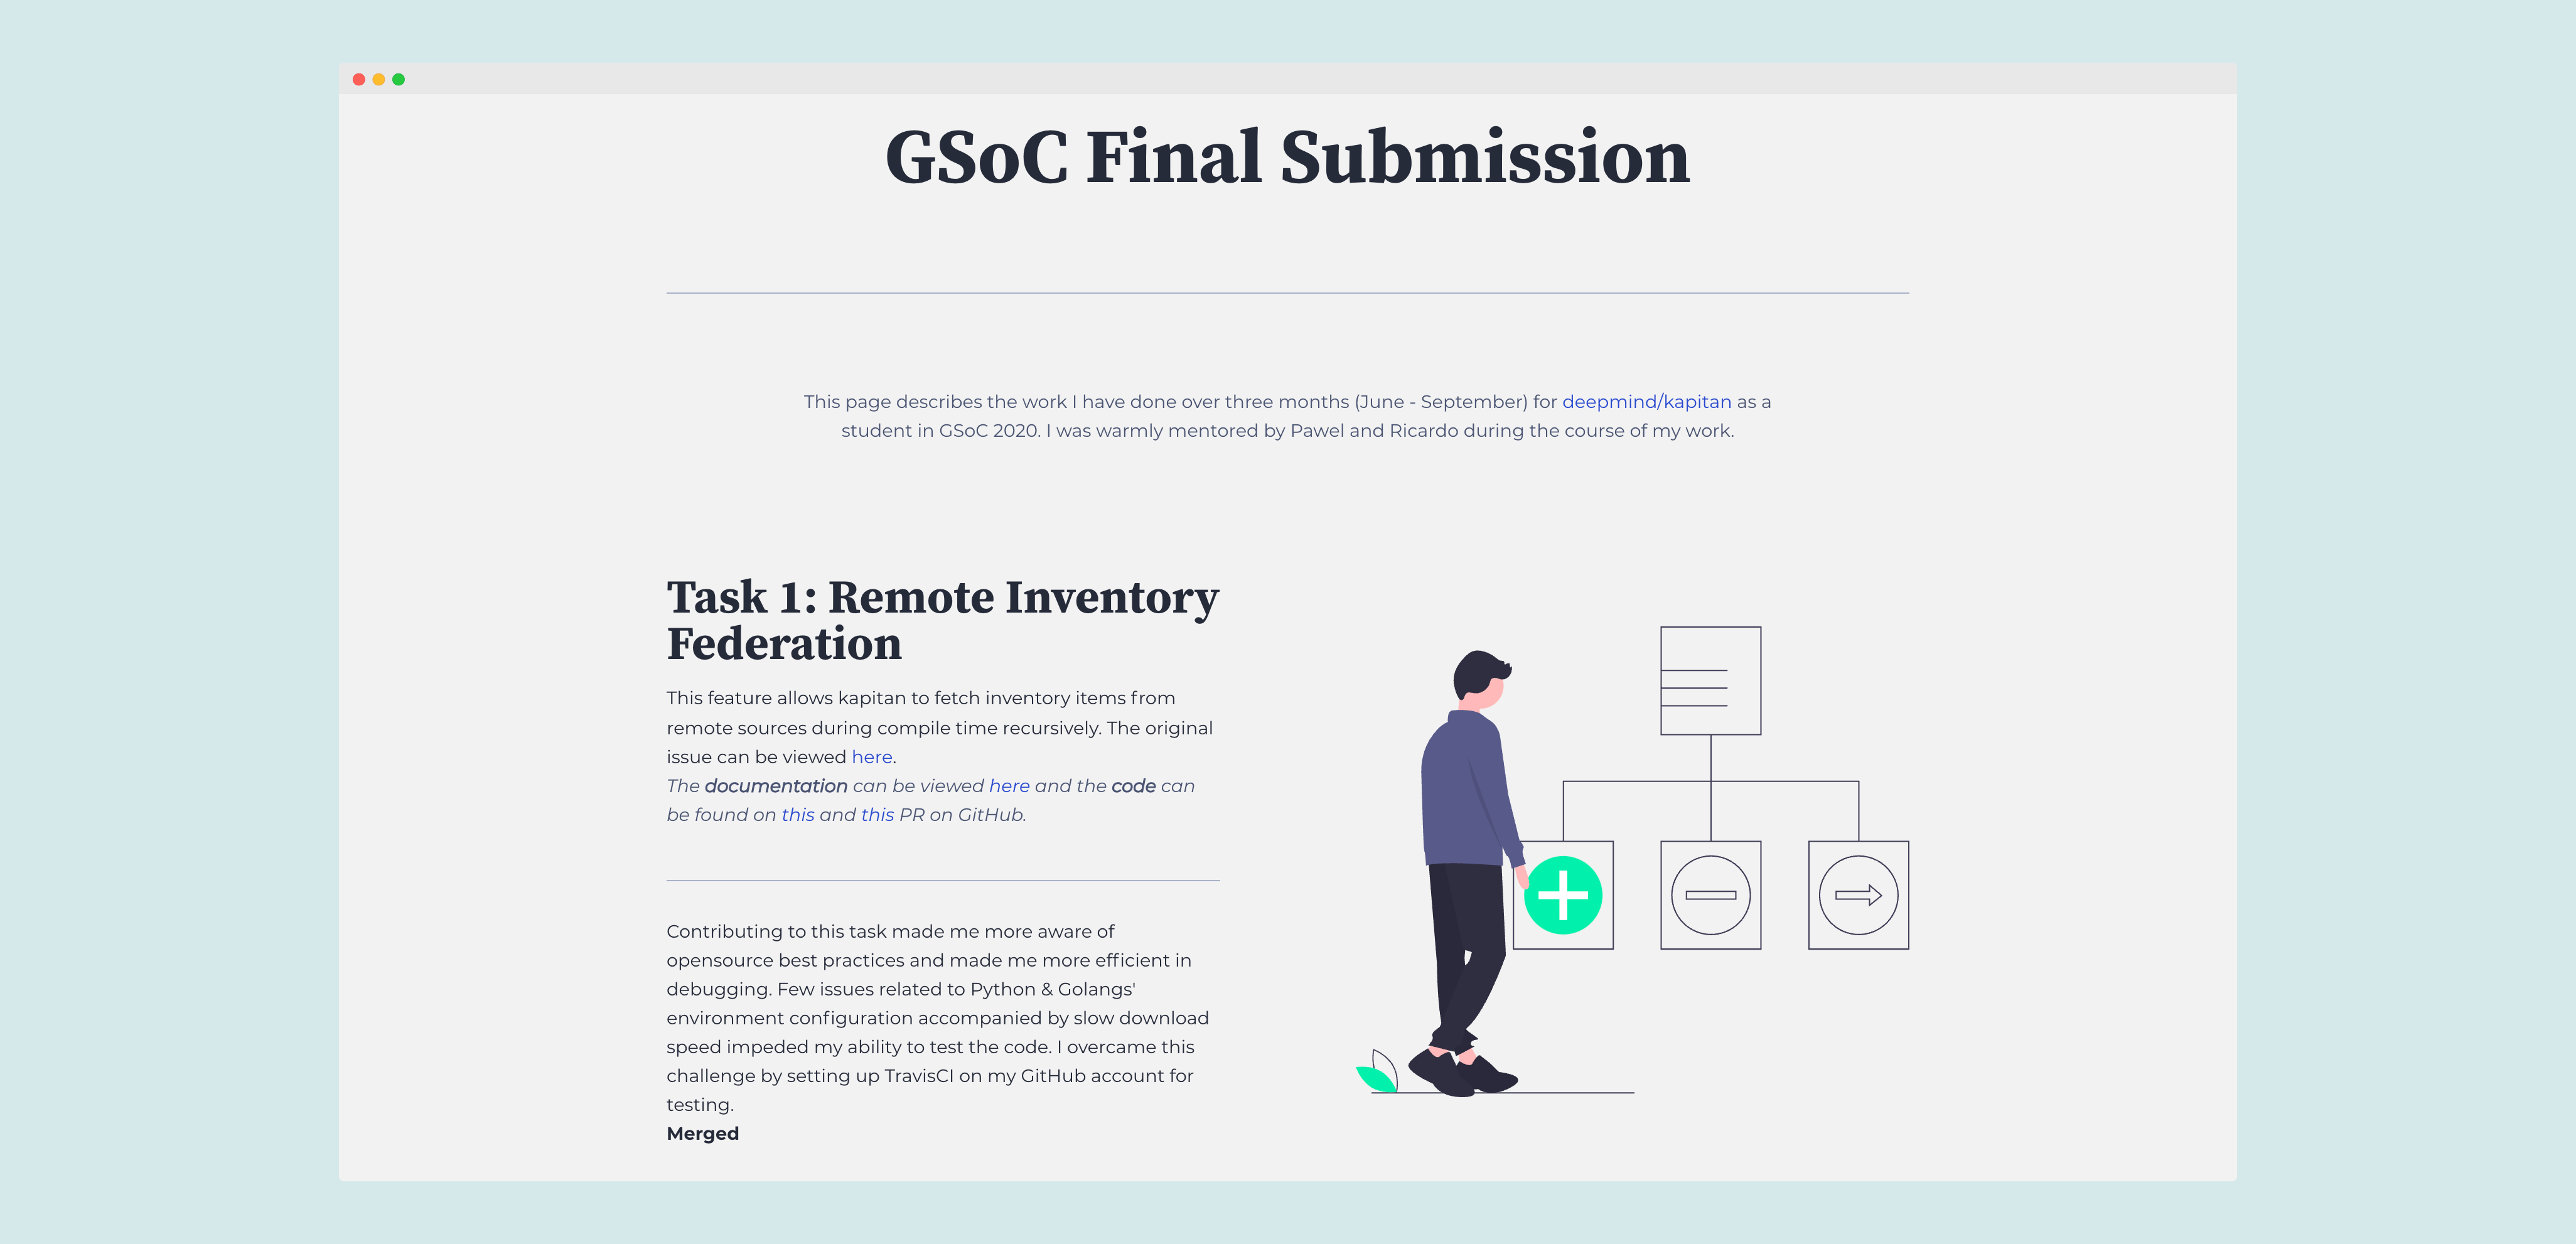 GSoC Final Submission
This page describes the work I have done over three months (June - September) for deepmind/kapitan as a
student in GSoC 2020. I was warmly mentored by Pawel and Ricardo during the course of my work.
Task 1: Remote Inventory
Federation
This feature allows kapitan to fetch inventory items from
remote sources during compile time recursively. The original
issue can be viewed here.
The documentation can be viewed here and the code can
be found on this and this PR on GitHub.
Contributing to this task made me more aware of
opensource best practices and made me more efficient in
debugging. Few issues related to Python & Golangs'
environment configuration accompanied by slow download
speed impeded my ability to test the code. I overcame this
challenge by setting up TravisCI on my GitHub account for
testing.
Merged